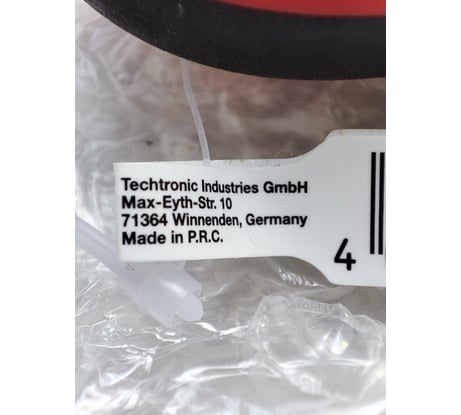 Techtronic Industries GmbH
Max-Eyth-Str. 10
71364 Winnenden, Germany
Made in P.R.C.
4